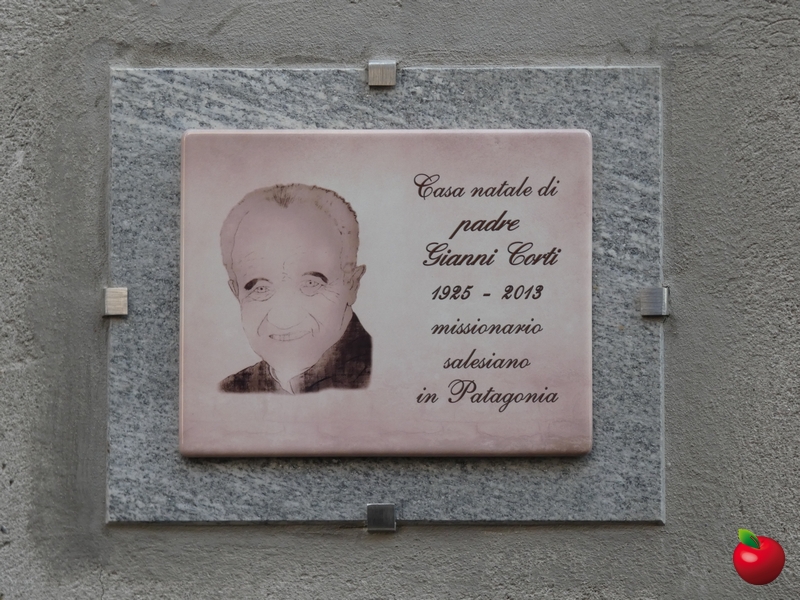 Casa natale di
padre
Gianni Corti
1925 - 2013
missionario
salesiano
in Patagonia